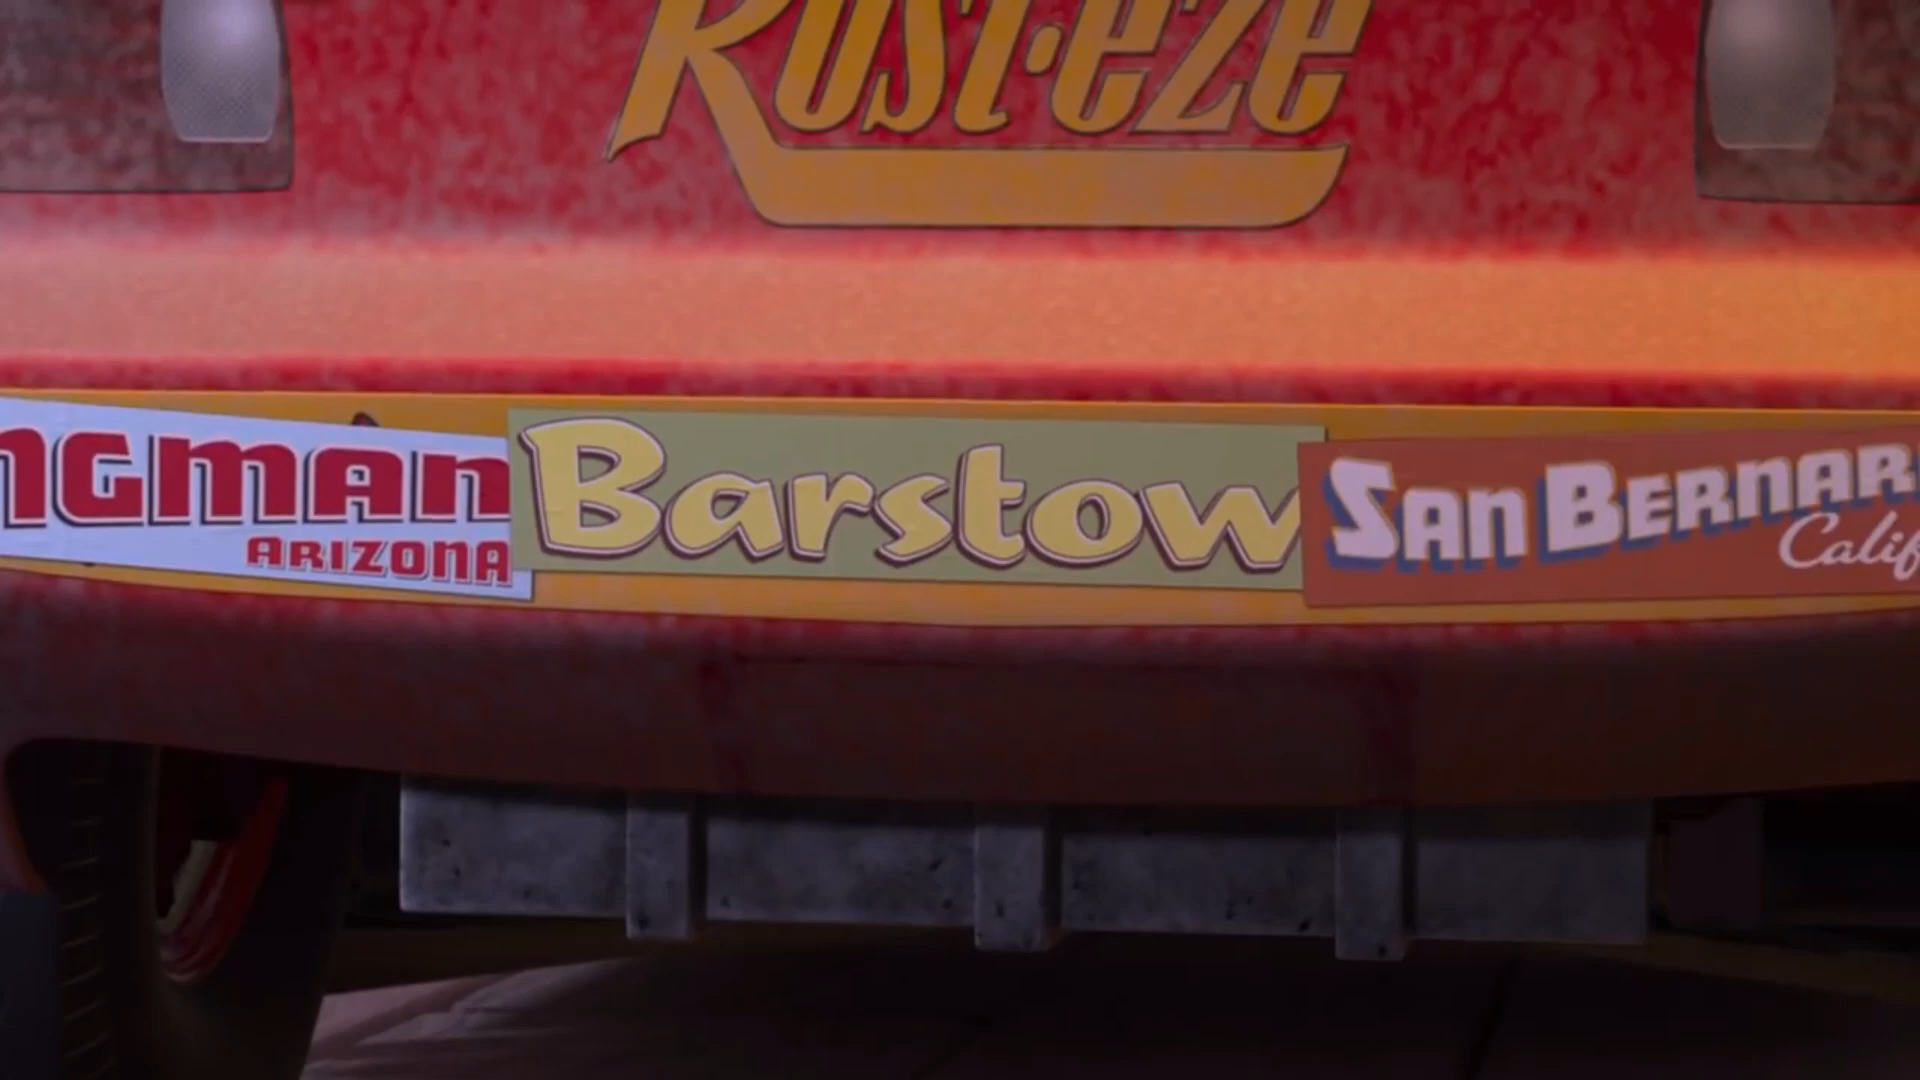 Rust-eze
NGMAN
ARIZONA
Barstow
SAN BERNAR
Calif